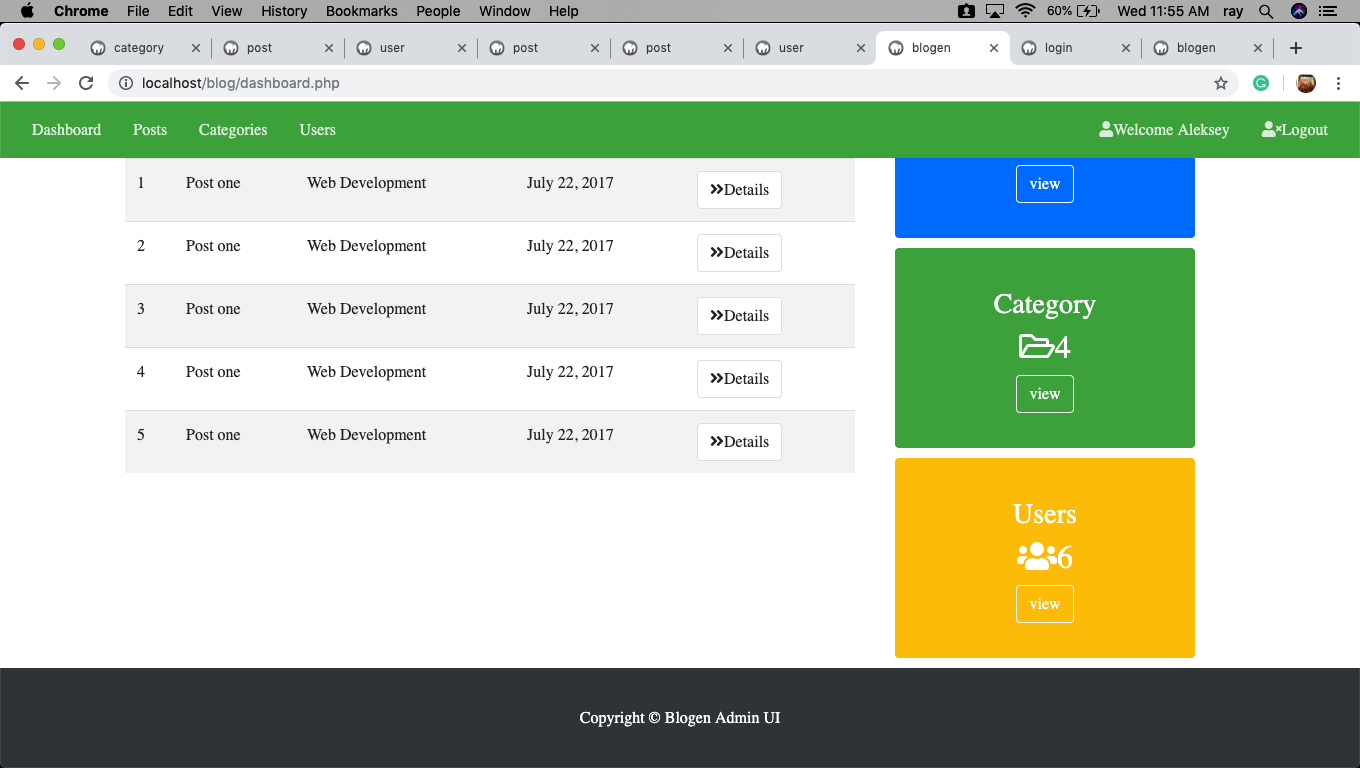 Chrome File Edit View History Bookmarks People Window Help 60% Wed 11:55 AM ray
category post user post post user blogen login blogen
localhost/blog/dashboard.php
Dashboard Posts Categories Users Welcome Aleksey Logout
1 Post one Web Development July 22, 2017 Details
2 Post one Web Development July 22, 2017 Details
3 Post one Web Development July 22, 2017 Details
4 Post one Web Development July 22, 2017 Details
5 Post one Web Development July 22, 2017 Details
view
Category
4
view
Users
6
view
Copyright © Blogen Admin UI